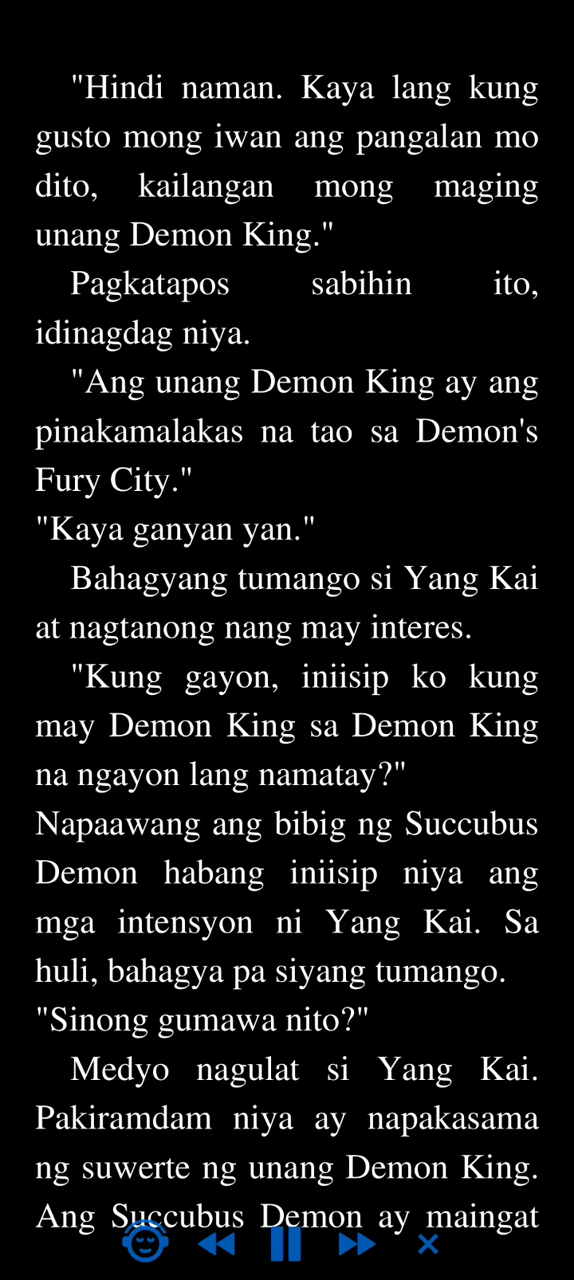 "Hindi naman. Kaya lang kung
gusto mong iwan ang pangalan mo
dito, kailangan mong maging
unang Demon King."
Pagkatapos sabihin ito,
idinagdag niya.
"Ang unang Demon King ay ang
pinakamalakas na tao sa Demon's
Fury City."
"Kaya ganyan yan."
Bahagyang tumango si Yang Kai
at nagtanong nang may interes.
"Kung gayon, iniisip ko kung
may Demon King sa Demon King
na ngayon lang namatay?"
Napaawang ang bibig ng Succubus
Demon habang iniisip niya ang
mga intensyon ni Yang Kai. Sa
huli, bahagya pa siyang tumango.
"Sinong gumawa nito?"
Medyo nagulat si Yang Kai.
Pakiramdam niya ay napakasama
ng suwerte ng unang Demon King.
Ang Succubus Demon ay maingat